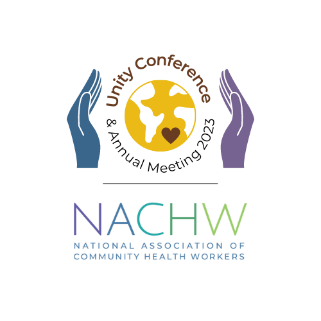 Unity Conference
& Annual Meeting 2023
NACHW
NATIONAL ASSOCIATION OF
COMMUNITY HEALTH WORKERS